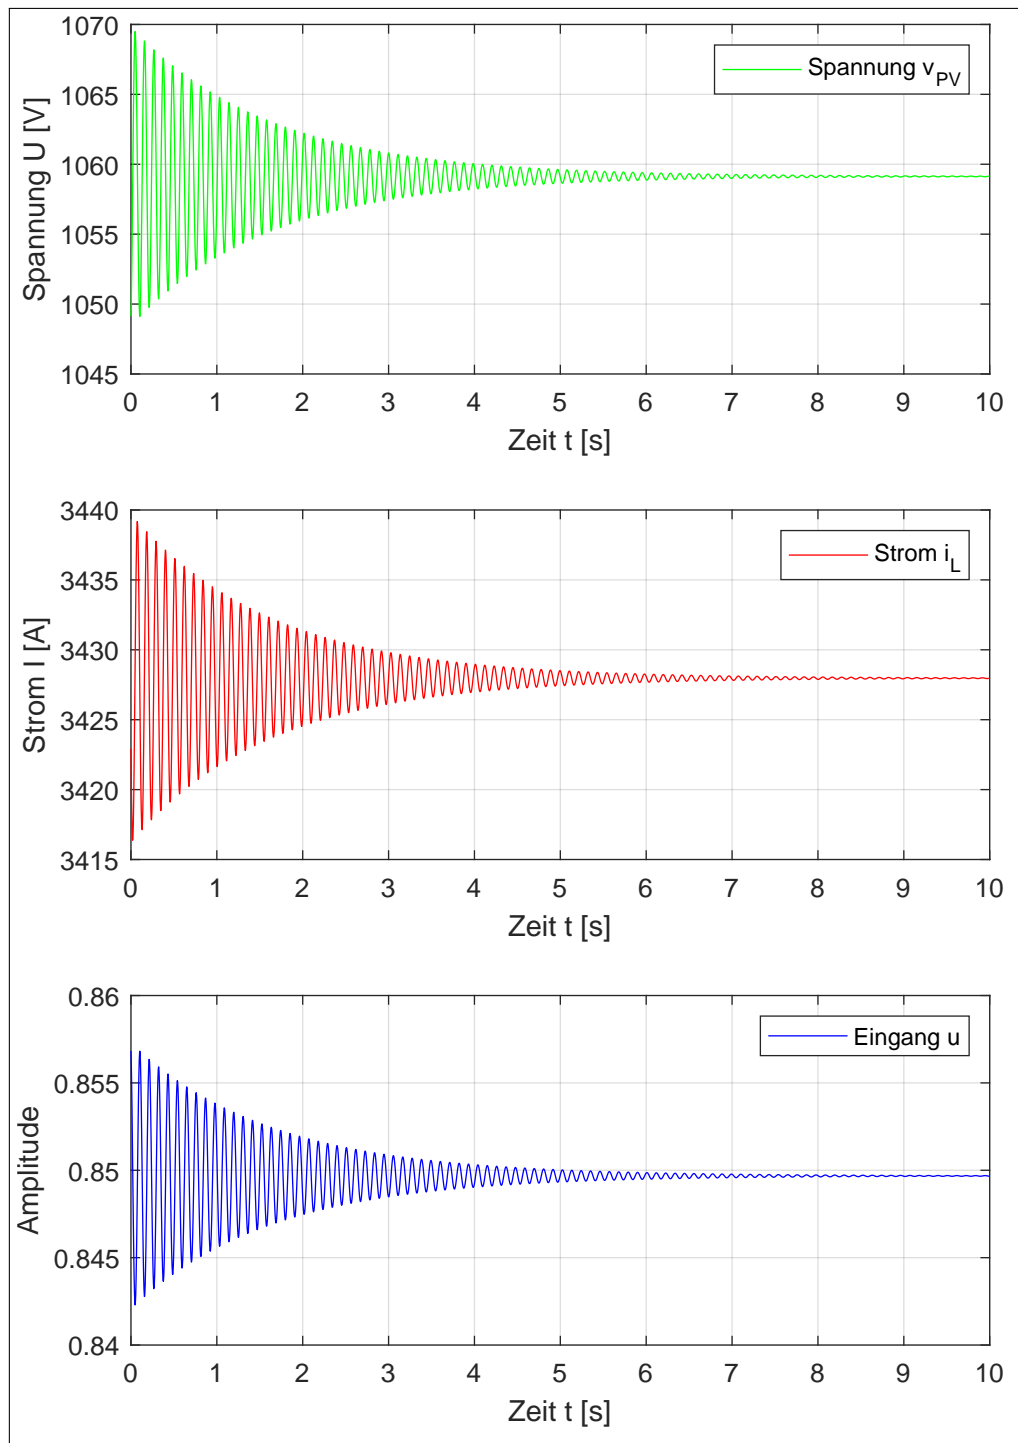 1070
1065
1060
1055
1050
1045
Spannung U [V]
Spannung v_PV
0 1 2 3 4 5 6 7 8 9 10
Zeit t [s]
3440
3435
3430
3425
3420
3415
Strom I [A]
Strom i_L
0 1 2 3 4 5 6 7 8 9 10
Zeit t [s]
0.86
0.855
0.85
0.845
0.84
Amplitude
Eingang u
0 1 2 3 4 5 6 7 8 9 10
Zeit t [s]